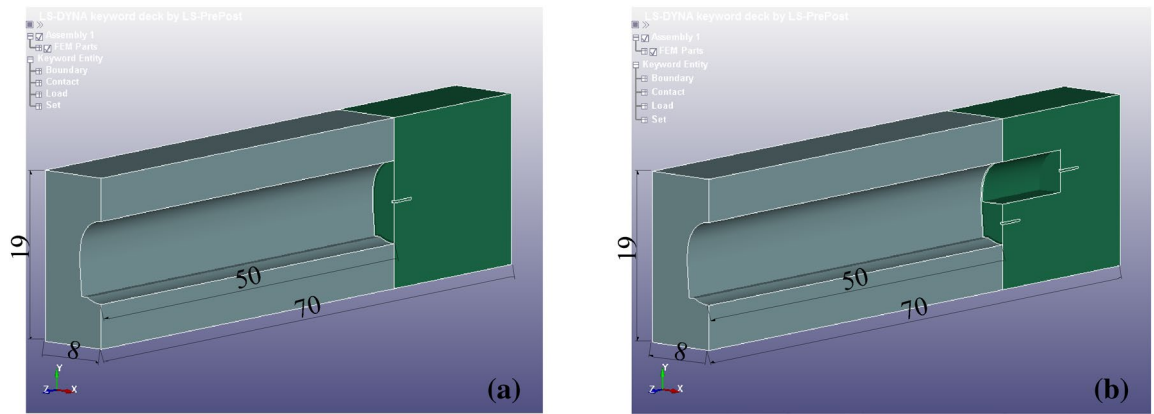 LS-DYNA keyword deck by LS-PrePost
Assembly 1
FEM Parts
Keyword Entity
Boundary
Contact
Load
Set
19
50
70
8
Y
Z
X
(a)
LS-DYNA keyword deck by LS-PrePost
Assembly 1
FEM Parts
Keyword Entity
Boundary
Contact
Load
Set
19
50
70
8
Y
Z
X
(b)